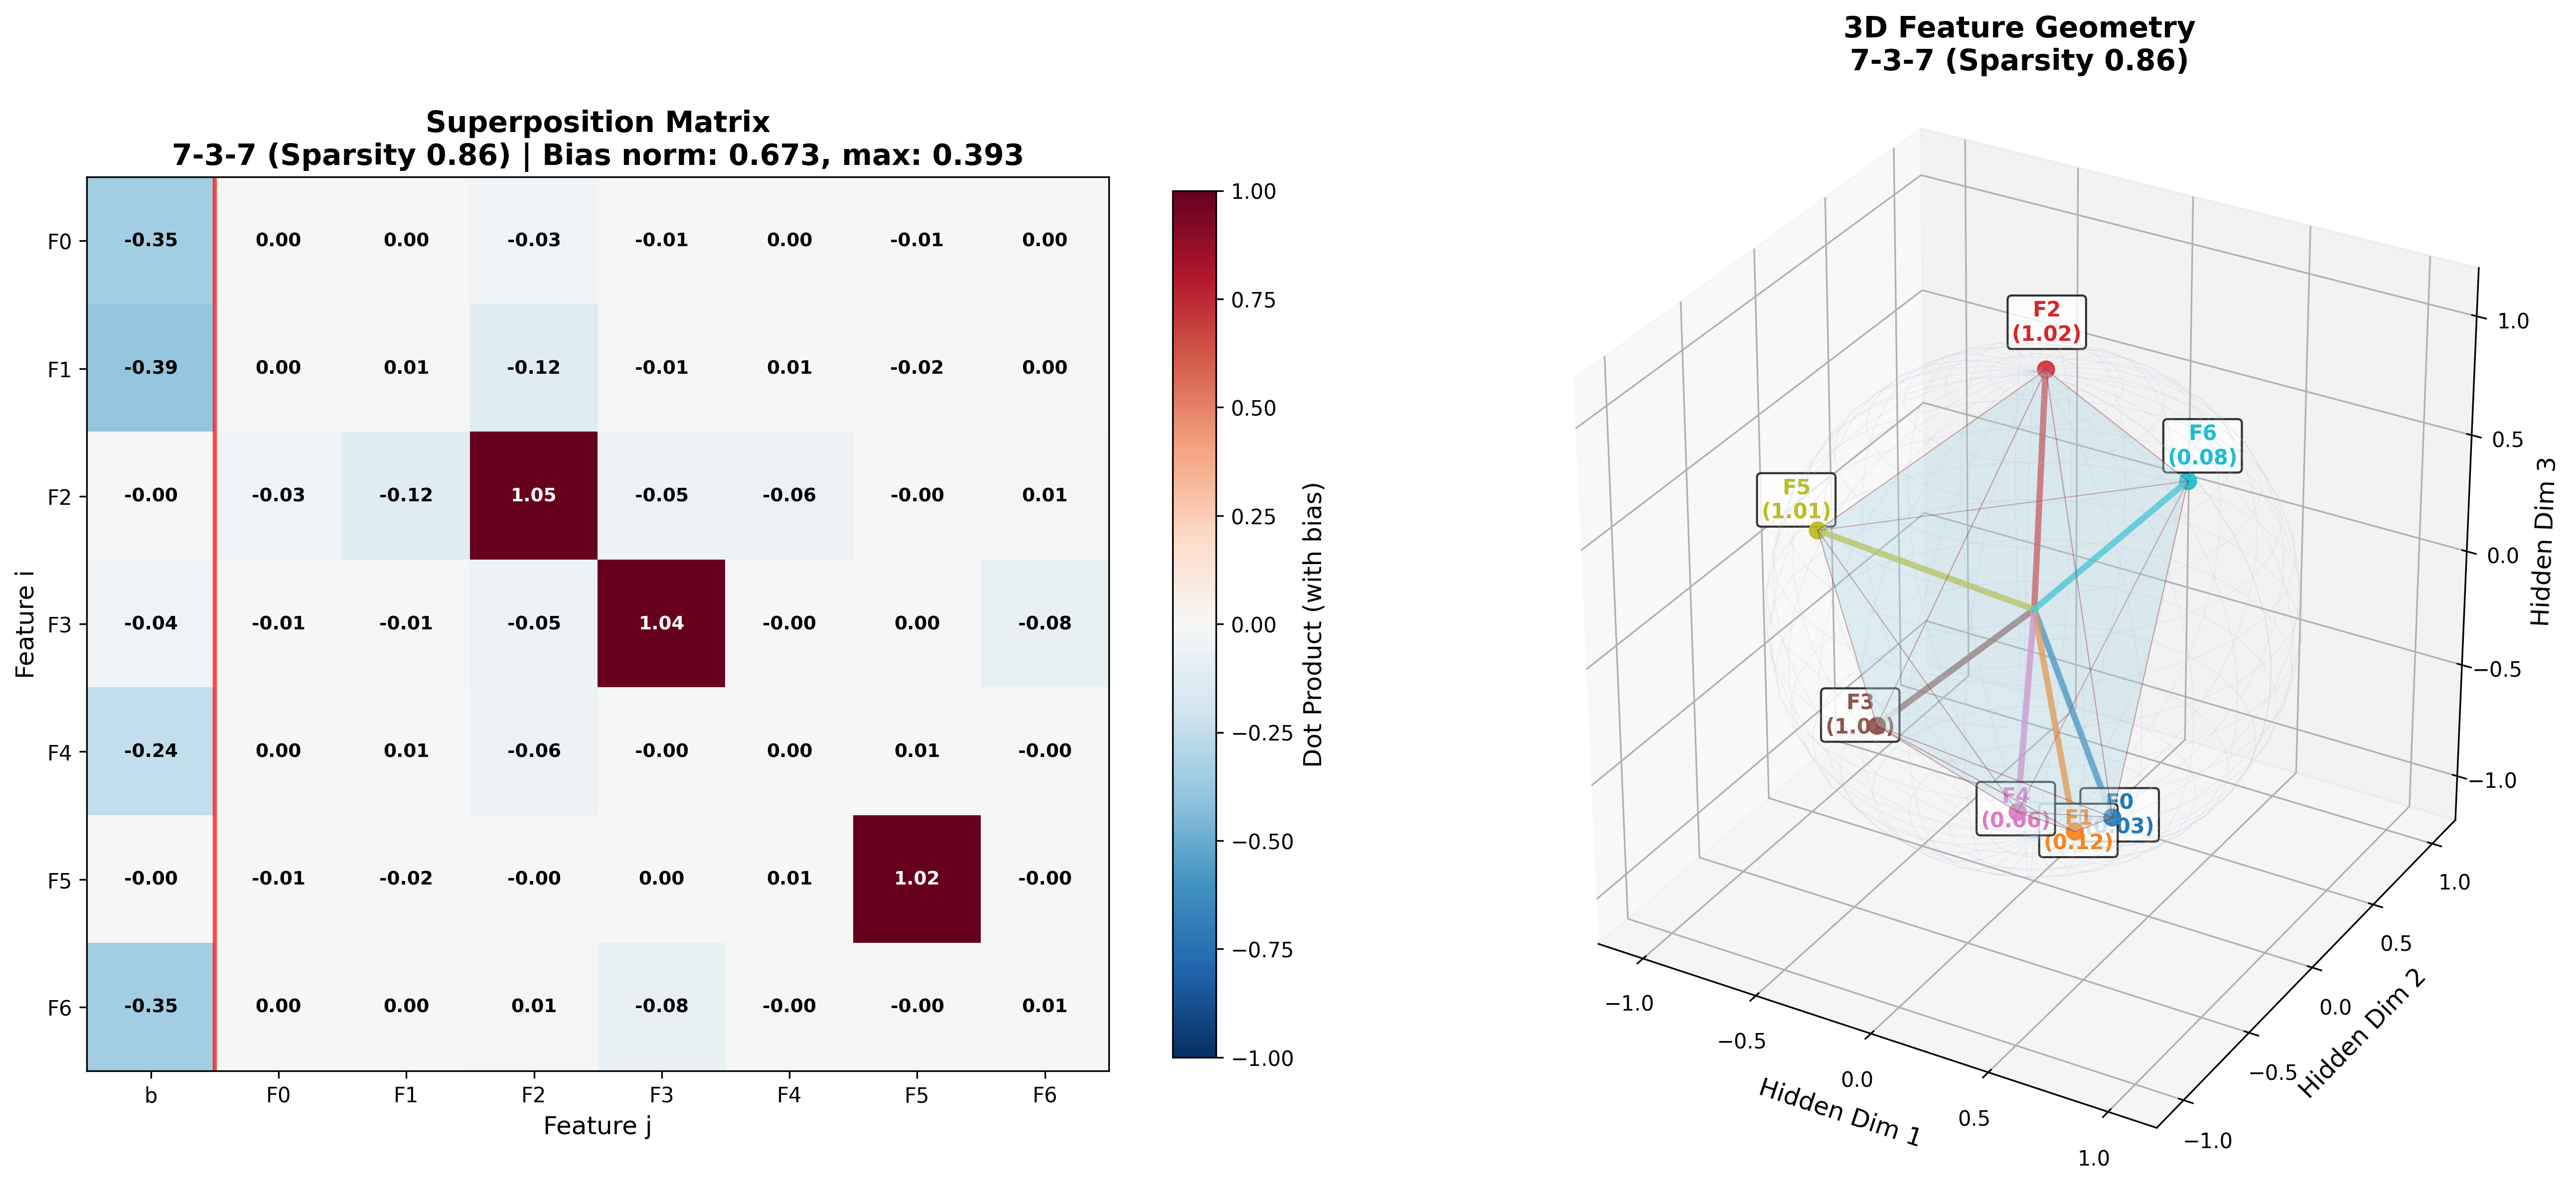 Superposition Matrix
7-3-7 (Sparsity 0.86) | Bias norm: 0.673, max: 0.393
F0 -0.35 0.00 0.00 -0.03 -0.01 0.00 -0.01 0.00
F1 -0.39 0.00 0.01 -0.12 -0.01 0.01 -0.02 0.00
F2 -0.00 -0.03 -0.12 1.05 -0.05 -0.06 -0.00 0.01
F3 -0.04 -0.01 -0.01 -0.05 1.04 -0.00 0.00 -0.08
F4 -0.24 0.00 0.01 -0.06 -0.00 0.00 0.01 -0.00
F5 -0.00 -0.01 -0.02 -0.00 0.00 0.01 1.02 -0.00
F6 -0.35 0.00 0.00 0.01 -0.08 -0.00 -0.00 0.01
b F0 F1 F2 F3 F4 F5 F6
Feature j
Feature i
1.00
0.75
0.50
0.25
0.00
−0.25
−0.50
−0.75
−1.00
Dot Product (with bias)
3D Feature Geometry
7-3-7 (Sparsity 0.86)
F2
(1.02)
F6
(0.08)
F5
(1.01)
F3
F4
(0.06)
F1
(0.12)
F0
1.0
0.5
0.0
−0.5
−1.0
Hidden Dim 3
1.0
0.5
0.0
−0.5
−1.0
Hidden Dim 2
−1.0
−0.5
0.0
0.5
1.0
Hidden Dim 1